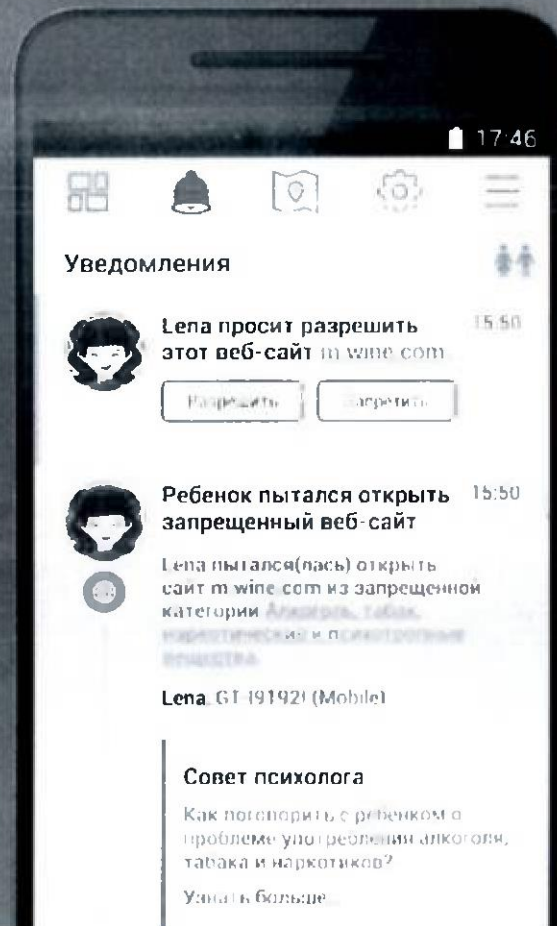 17:46
Уведомления
Lena просит разрешить 15:50
этот веб-сайт m.wine.com
Разрешить Запретить
Ребенок пытался открыть 15:50
запрещенный веб-сайт
Lena пытался(лась) открыть
сайт m.wine.com из запрещенной
категории Алкоголь, табак,
наркотические и психотропные
вещества.
Lena, (Mobile)
Совет психолога
Как поговорить с ребенком о
проблеме употребления алкоголя,
табака и наркотиков?
Узнать больше